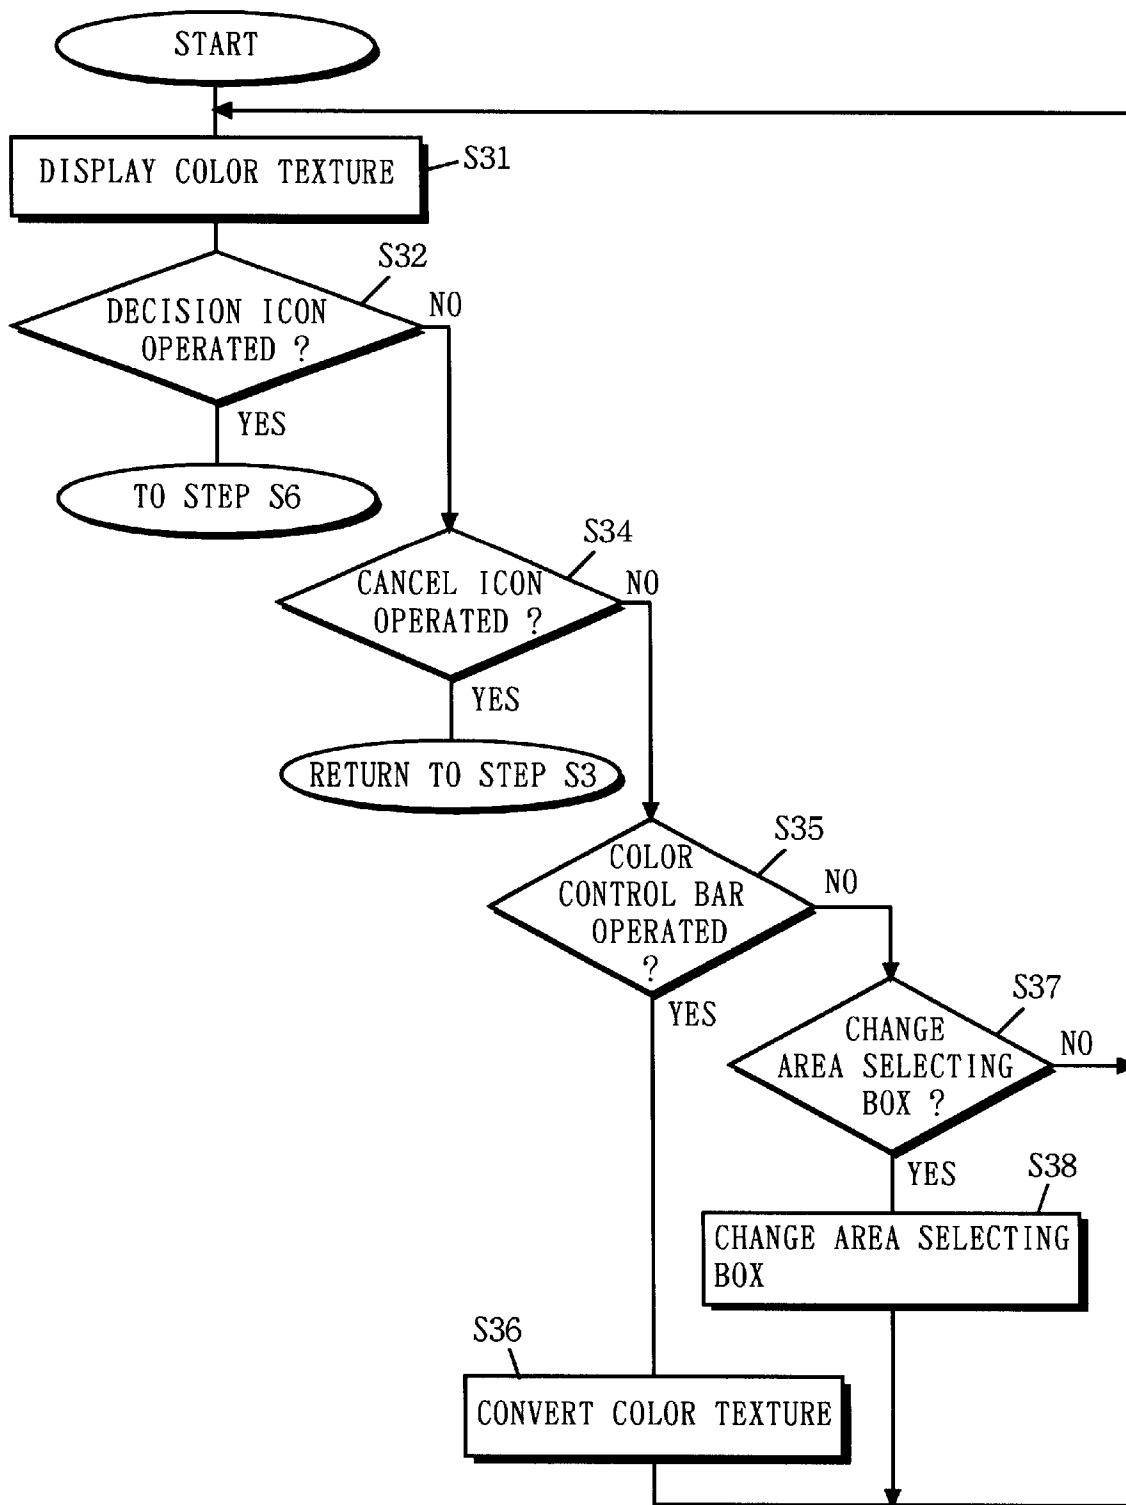 START
DISPLAY COLOR TEXTURE
S31
S32
DECISION ICON
OPERATED ?
NO
YES
TO STEP S6
S34
CANCEL ICON
OPERATED ?
NO
YES
RETURN TO STEP S3
S35
COLOR
CONTROL BAR
OPERATED
?
NO
YES
S37
CHANGE
AREA SELECTING
BOX ?
NO
YES
S38
CHANGE AREA SELECTING
BOX
S36
CONVERT COLOR TEXTURE